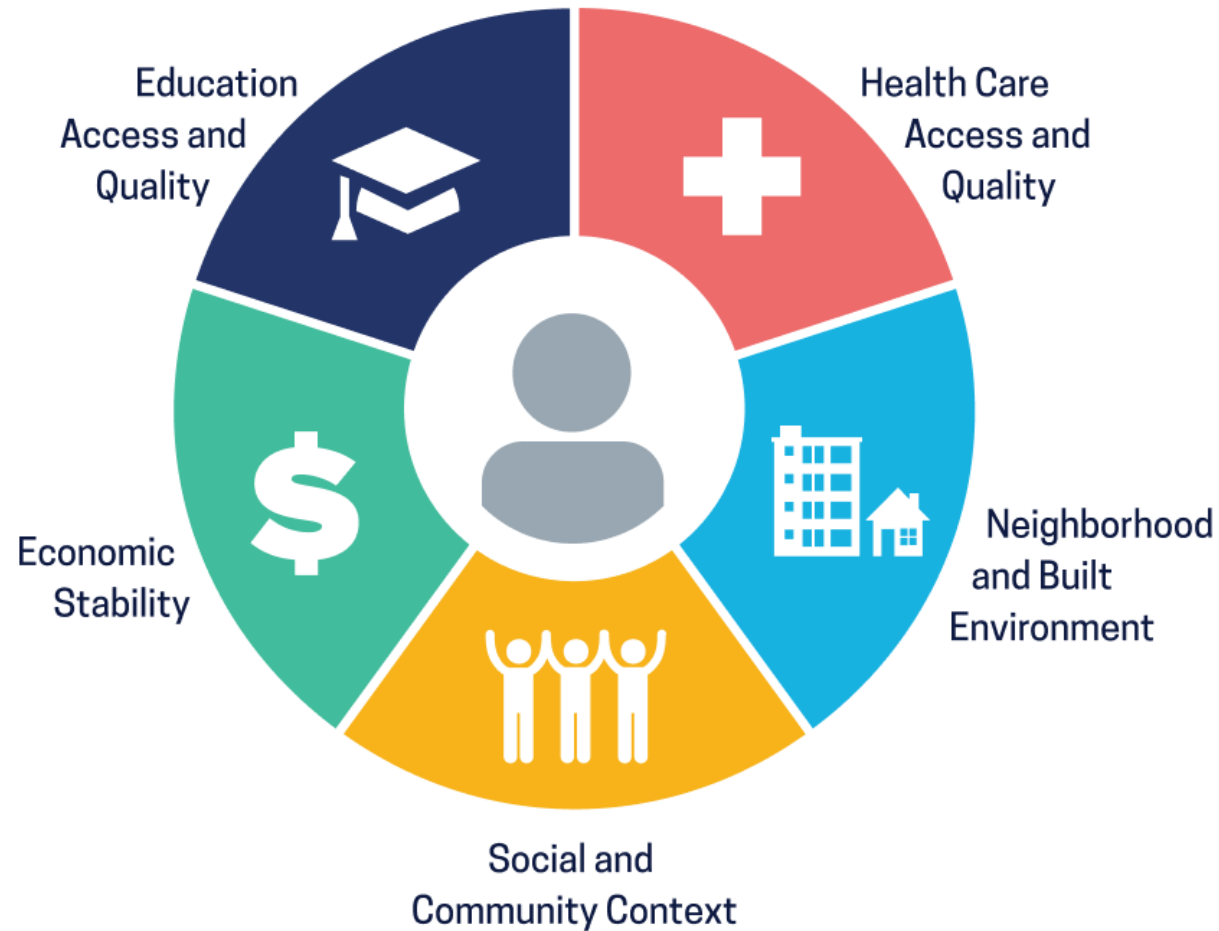 Education
Access and
Quality
Health Care
Access and
Quality
Economic
Stability
Neighborhood
and Built
Environment
Social and
Community Context